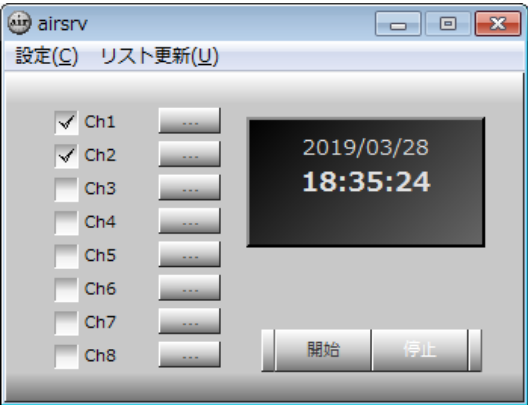 air airsrv
設定(C) リスト更新(U)
Ch1 ...
Ch2 ...
Ch3 ...
Ch4 ...
Ch5 ...
Ch6 ...
Ch7 ...
Ch8 ...
2019/03/28
18:35:24
開始 停止